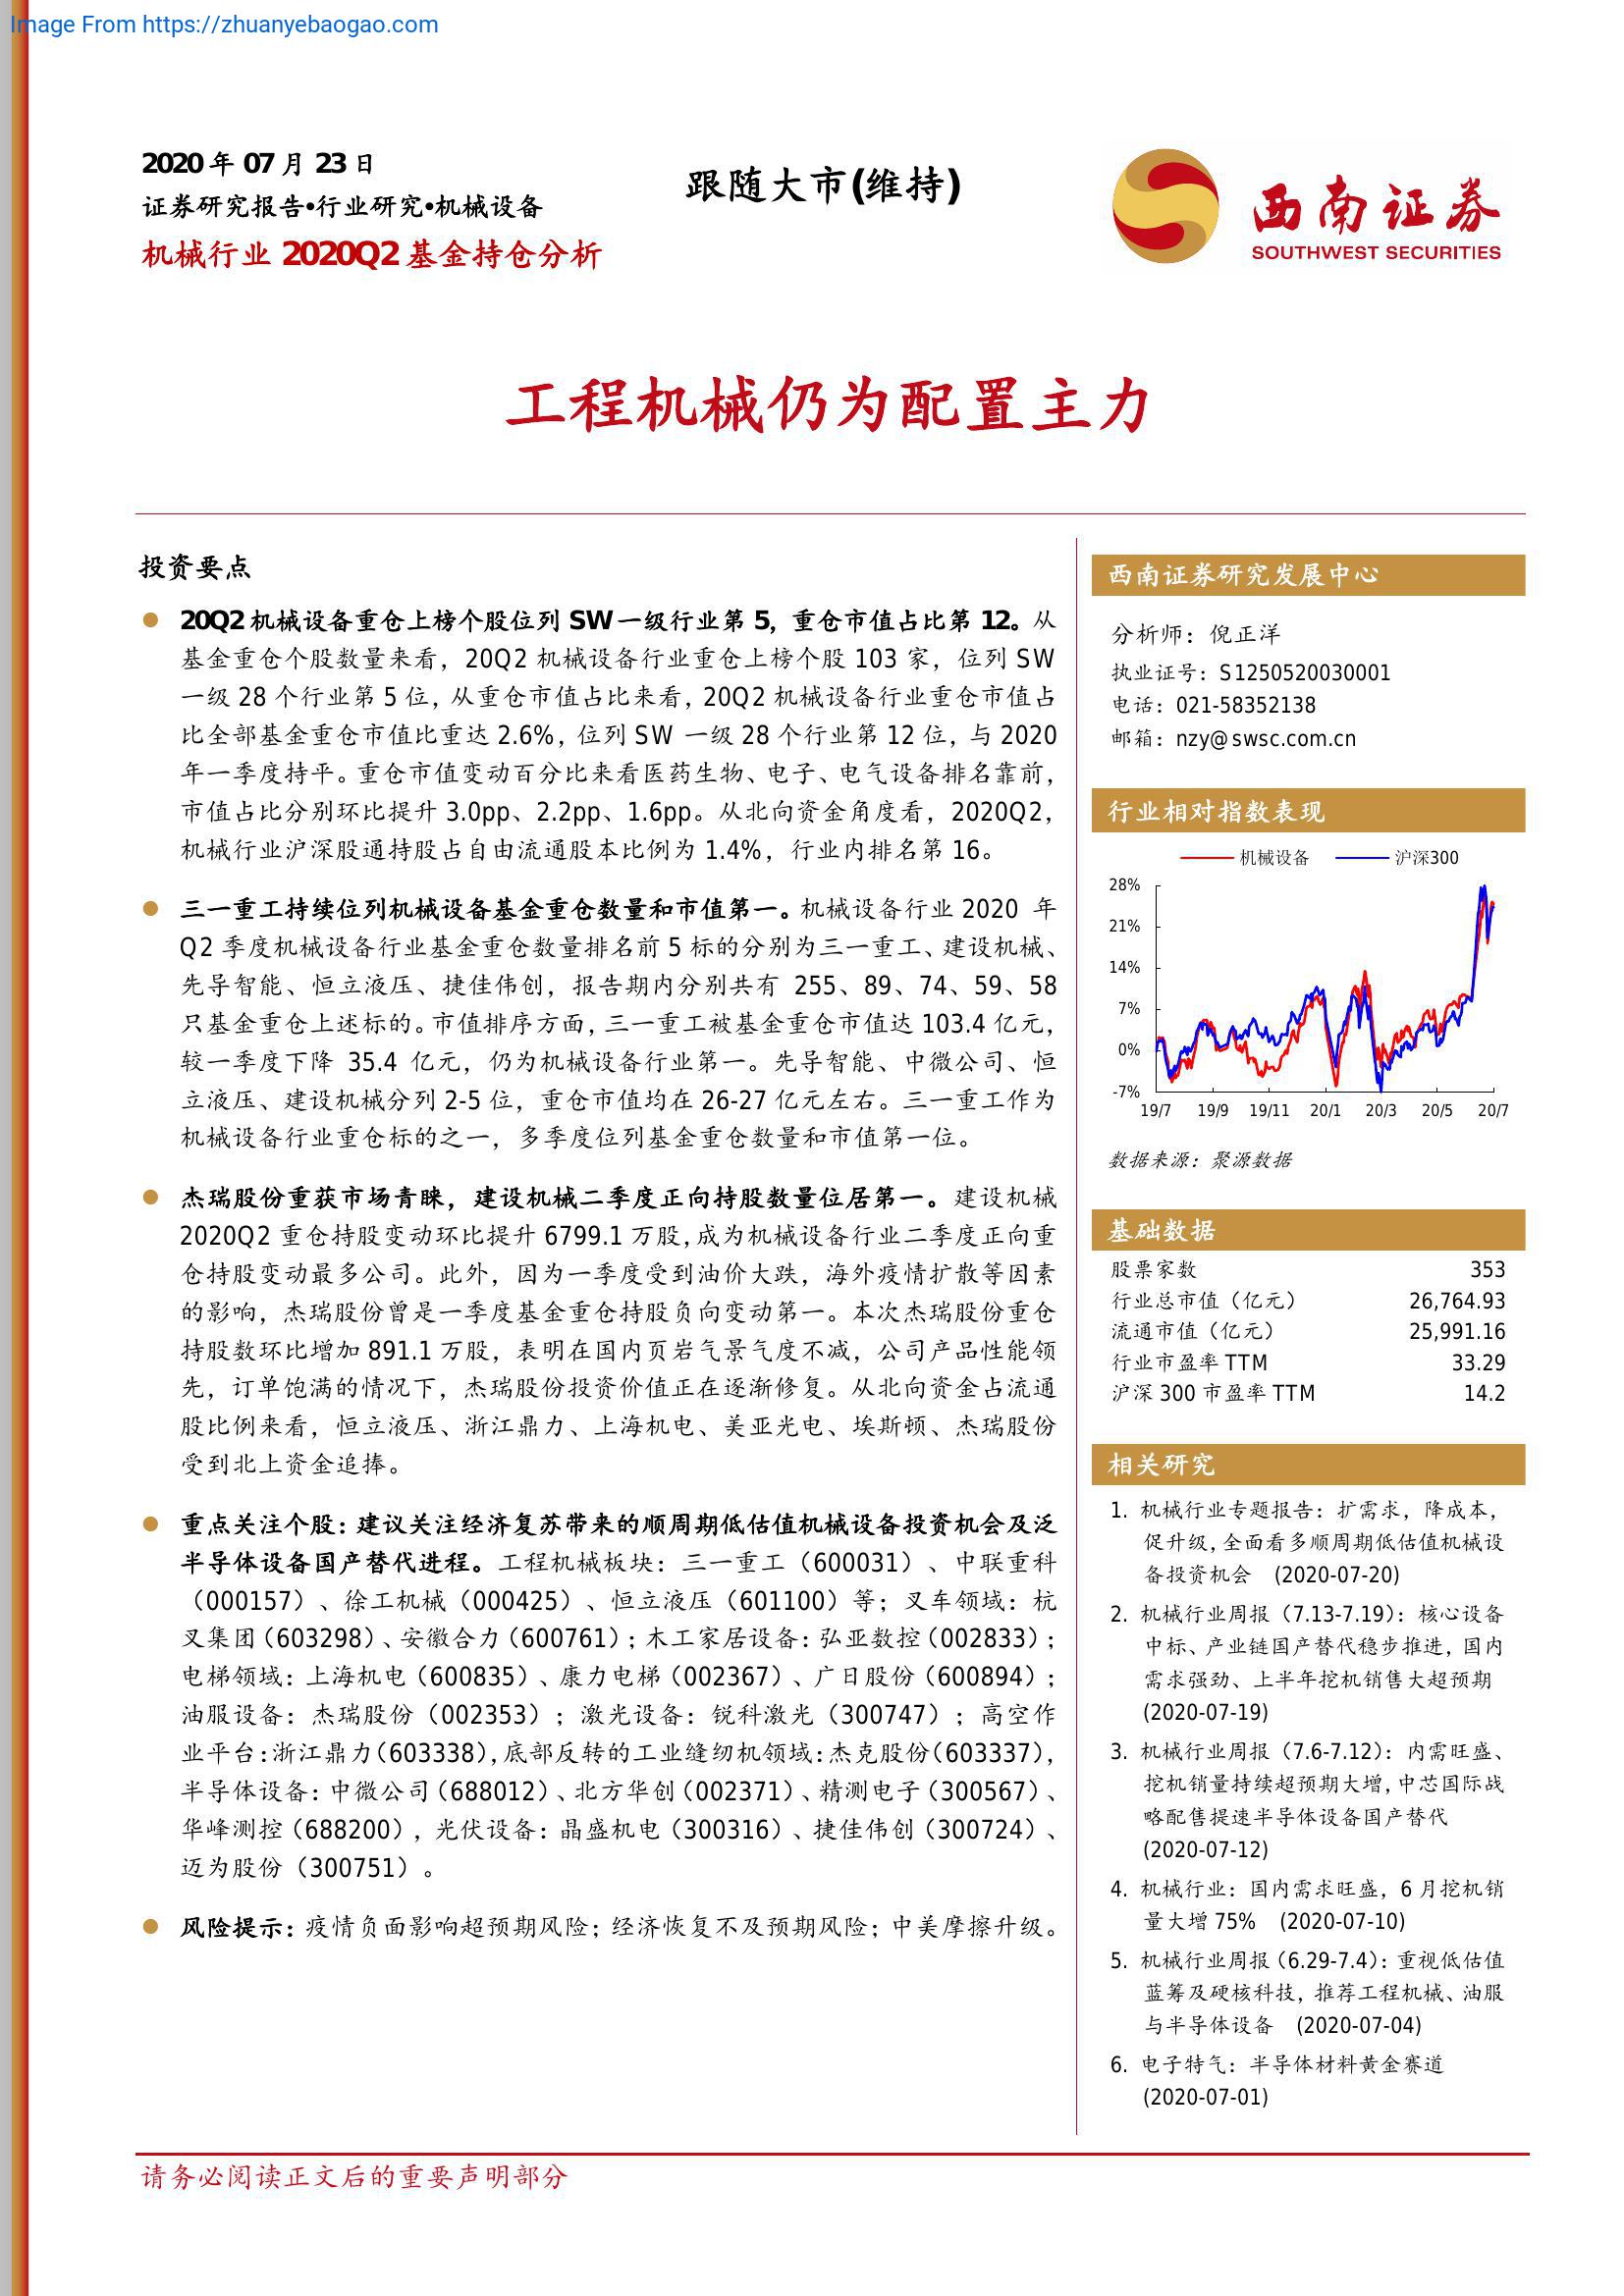 Image From https://zhuanyebaogao.com
2020 年 07 月 23 日
证券研究报告•行业研究•机械设备
机械行业 2020Q2 基金持仓分析
跟随大市(维持)
西南证券
SOUTHWEST SECURITIES
工程机械仍为配置主力
投资要点
20Q2 机械设备重仓上榜个股位列 SW 一级行业第 5，重仓市值占比第 12。从
基金重仓个股数量来看，20Q2 机械设备行业重仓上榜个股 103 家，位列 SW
一级 28 个行业第 5 位，从重仓市值占比来看，20Q2 机械设备行业重仓市值占
比全部基金重仓市值比重达 2.6%，位列 SW 一级 28 个行业第 12 位，与 2020
年一季度持平。重仓市值变动百分比来看医药生物、电子、电气设备排名靠前，
市值占比分别环比提升 3.0pp、2.2pp、1.6pp。从北向资金角度看，2020Q2，
机械行业沪深股通持股占自由流通股本比例为 1.4%，行业内排名第 16。
三一重工持续位列机械设备基金重仓数量和市值第一。机械设备行业 2020 年
Q2 季度机械设备行业基金重仓数量排名前 5 标的分别为三一重工、建设机械、
先导智能、恒立液压、捷佳伟创，报告期内分别共有 255、89、74、59、58
只基金重仓上述标的。市值排序方面，三一重工被基金重仓市值达 103.4 亿元，
较一季度下降 35.4 亿元，仍为机械设备行业第一。先导智能、中微公司、恒
立液压、建设机械分列 2-5 位，重仓市值均在 26-27 亿元左右。三一重工作为
机械设备行业重仓标的之一，多季度位列基金重仓数量和市值第一位。
杰瑞股份重获市场青睐，建设机械二季度正向持股数量位居第一。建设机械
2020Q2 重仓持股变动环比提升 6799.1 万股，成为机械设备行业二季度正向重
仓持股变动最多公司。此外，因为一季度受到油价大跌，海外疫情扩散等因素
的影响，杰瑞股份曾是一季度基金重仓持股负向变动第一。本次杰瑞股份重仓
持股数环比增加 891.1 万股，表明在国内页岩气景气度不减，公司产品性能领
先，订单饱满的情况下，杰瑞股份投资价值正在逐渐修复。从北向资金占流通
股比例来看，恒立液压、浙江鼎力、上海机电、美亚光电、埃斯顿、杰瑞股份
受到北上资金追捧。
重点关注个股：建议关注经济复苏带来的顺周期低估值机械设备投资机会及泛
半导体设备国产替代进程。工程机械板块：三一重工（600031）、中联重科
（000157）、徐工机械（000425）、恒立液压（601100）等；叉车领域：杭
叉集团（603298）、安徽合力（600761）；木工家居设备：弘亚数控（002833）；
电梯领域：上海机电（600835）、康力电梯（002367）、广日股份（600894）；
油服设备：杰瑞股份（002353）；激光设备：锐科激光（300747）；高空作
业平台：浙江鼎力（603338），底部反转的工业缝纫机领域：杰克股份（603337），
半导体设备：中微公司（688012）、北方华创（002371）、精测电子（300567）、
华峰测控（688200），光伏设备：晶盛机电（300316）、捷佳伟创（300724）、
迈为股份（300751）。
风险提示：疫情负面影响超预期风险；经济恢复不及预期风险；中美摩擦升级。
西南证券研究发展中心
分析师：倪正洋
执业证号：S1250520030001
电话：021-58352138
邮箱：nzy@swsc.com.cn
行业相对指数表现
机械设备 沪深300
28%
21%
14%
7%
0%
-7%
19/7 19/9 19/11 20/1 20/3 20/5 20/7
数据来源：聚源数据
基础数据
股票家数 353
行业总市值（亿元） 26,764.93
流通市值（亿元） 25,991.16
行业市盈率 TTM 33.29
沪深 300 市盈率 TTM 14.2
相关研究
1. 机械行业专题报告：扩需求，降成本，
促升级，全面看多顺周期低估值机械设
备投资机会 (2020-07-20)
2. 机械行业周报（7.13-7.19）：核心设备
中标、产业链国产替代稳步推进，国内
需求强劲、上半年挖机销售大超预期
(2020-07-19)
3. 机械行业周报（7.6-7.12）：内需旺盛、
挖机销量持续超预期大增，中芯国际战
略配售提速半导体设备国产替代
(2020-07-12)
4. 机械行业：国内需求旺盛，6 月挖机销
量大增 75% (2020-07-10)
5. 机械行业周报（6.29-7.4）：重视低估值
蓝筹及硬核科技，推荐工程机械、油服
与半导体设备 (2020-07-04)
6. 电子特气：半导体材料黄金赛道
(2020-07-01)
请务必阅读正文后的重要声明部分